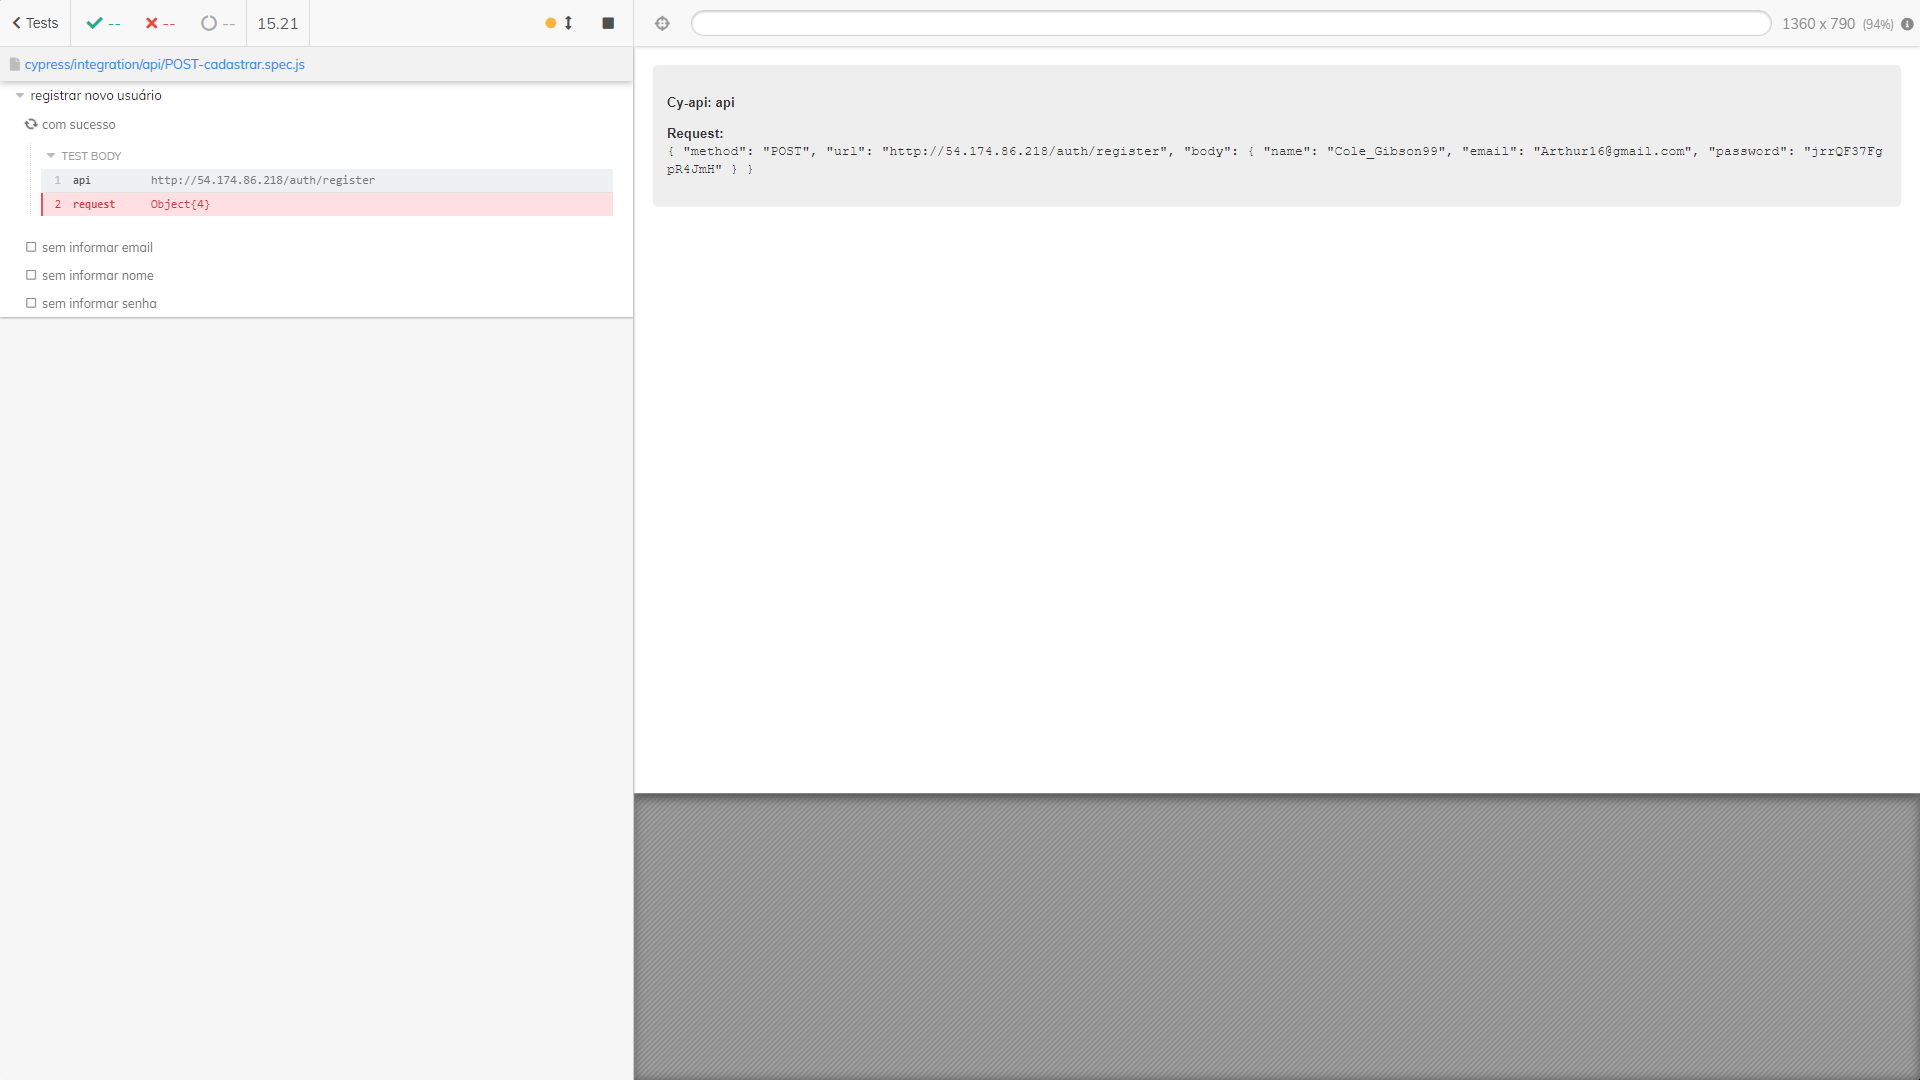 Tests -- -- -- 15.21 1360 x 790 (94%)
cypress/integration/api/POST-cadastrar.spec.js
registrar novo usuário
com sucesso
TEST BODY
1 api http://54.174.86.218/auth/register
2 request Object{4}
sem informar email
sem informar nome
sem informar senha
Cy-api: api
Request:
{ "method": "POST", "url": "http://54.174.86.218/auth/register", "body": { "name": "Cole_Gibson99", "email": "Arthur16@gmail.com", "password": "jrrQF37Fg
pR4JmH" } }